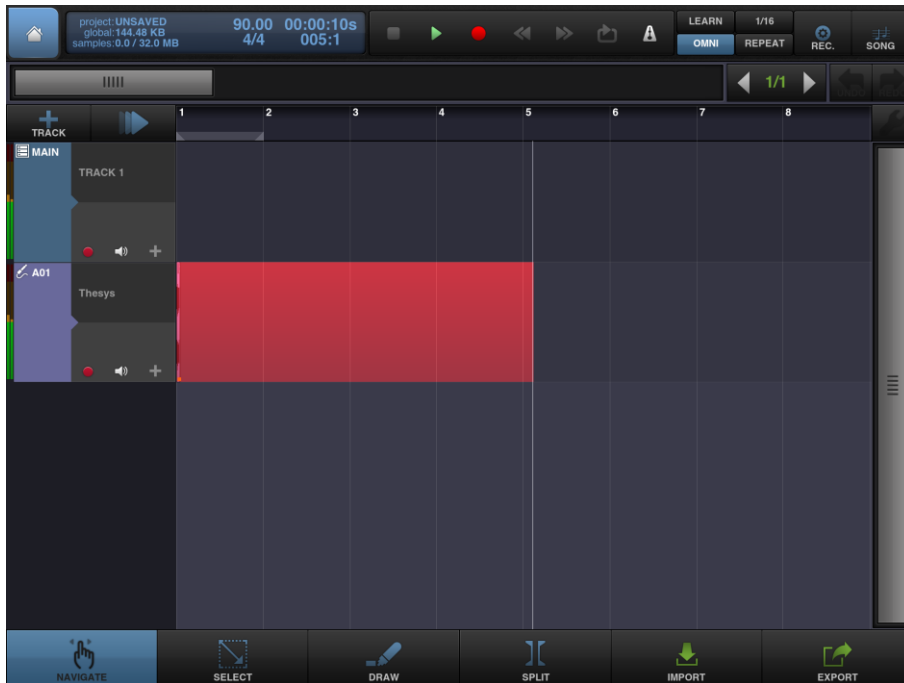 project:UNSAVED
global:144.48 KB
samples:0.0 / 32.0 MB
90.00 00:00:10s
4/4 005:1
LEARN
OMNI
1/16
REPEAT
REC.
SONG
1/1
TRACK
1 2 3 4 5 6 7 8
MAIN
TRACK 1
A01
Thesys
NAVIGATE
SELECT
DRAW
SPLIT
IMPORT
EXPORT